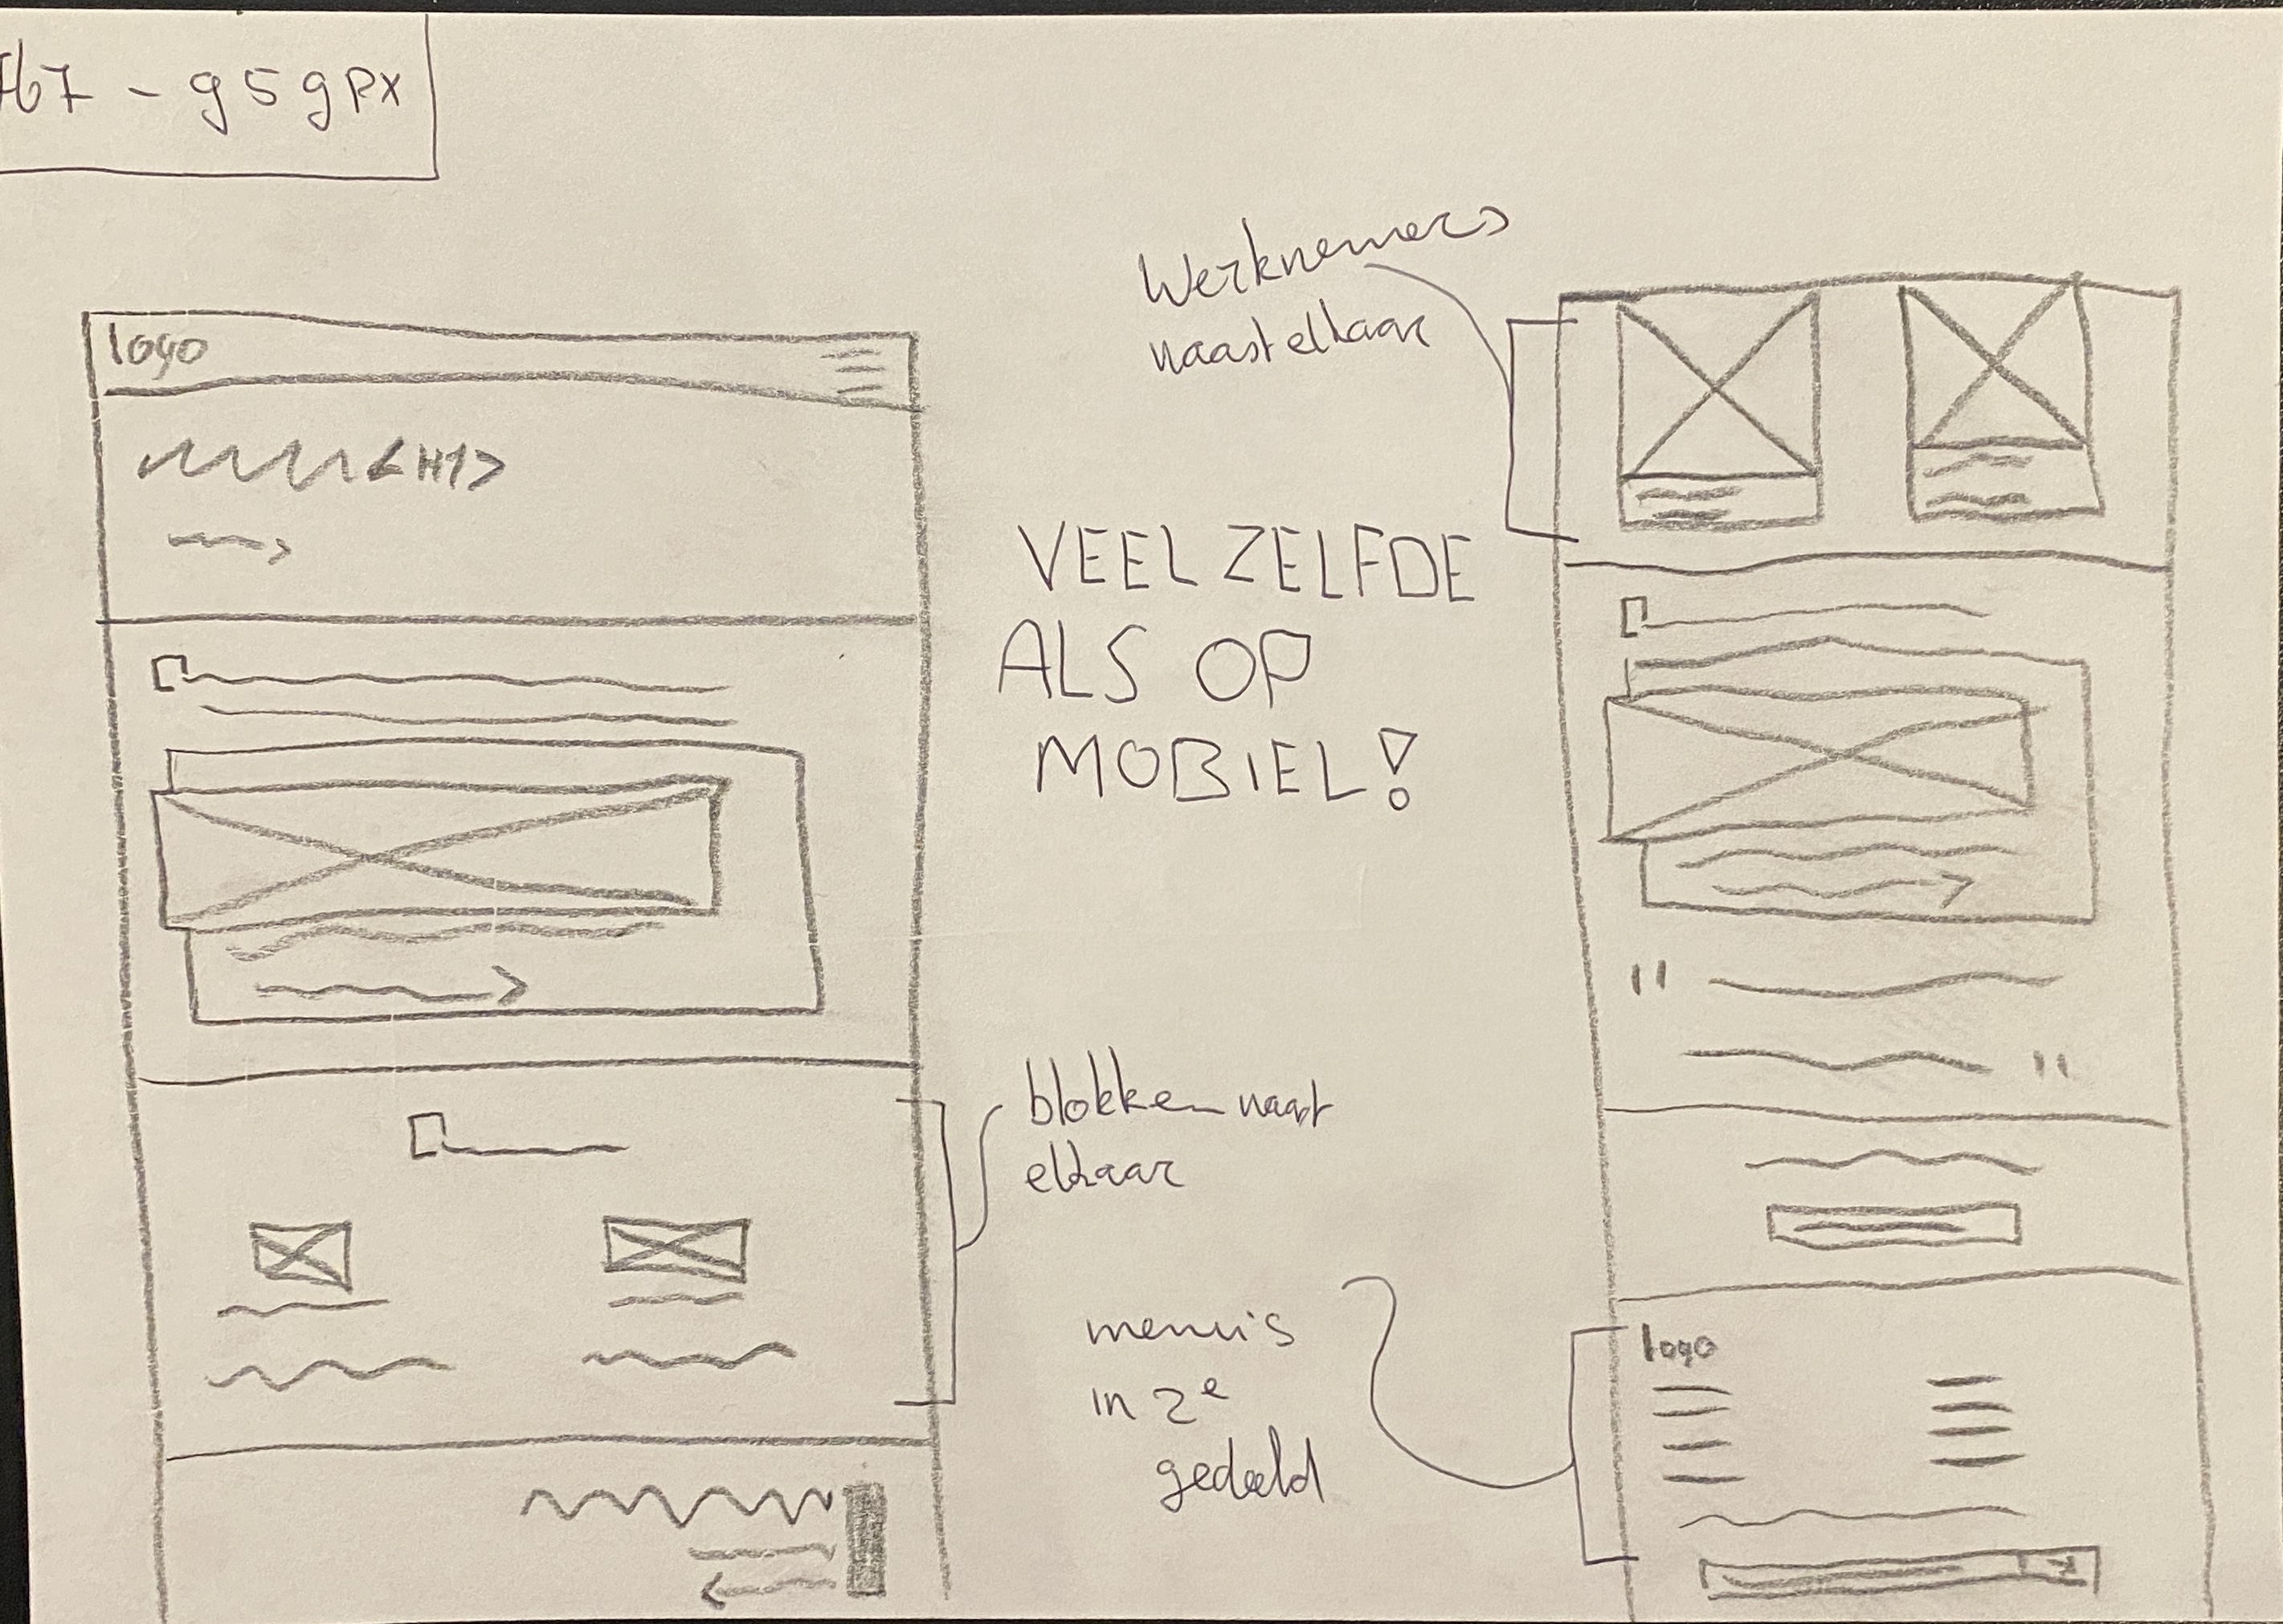 767 - 959px
logo
<H1>
Werknemers
naast elkaar
VEEL ZELFDE
ALS OP
MOBIEL!
" "
blokken naast
elkaar
menu's
in 2e
gedeeld
logo